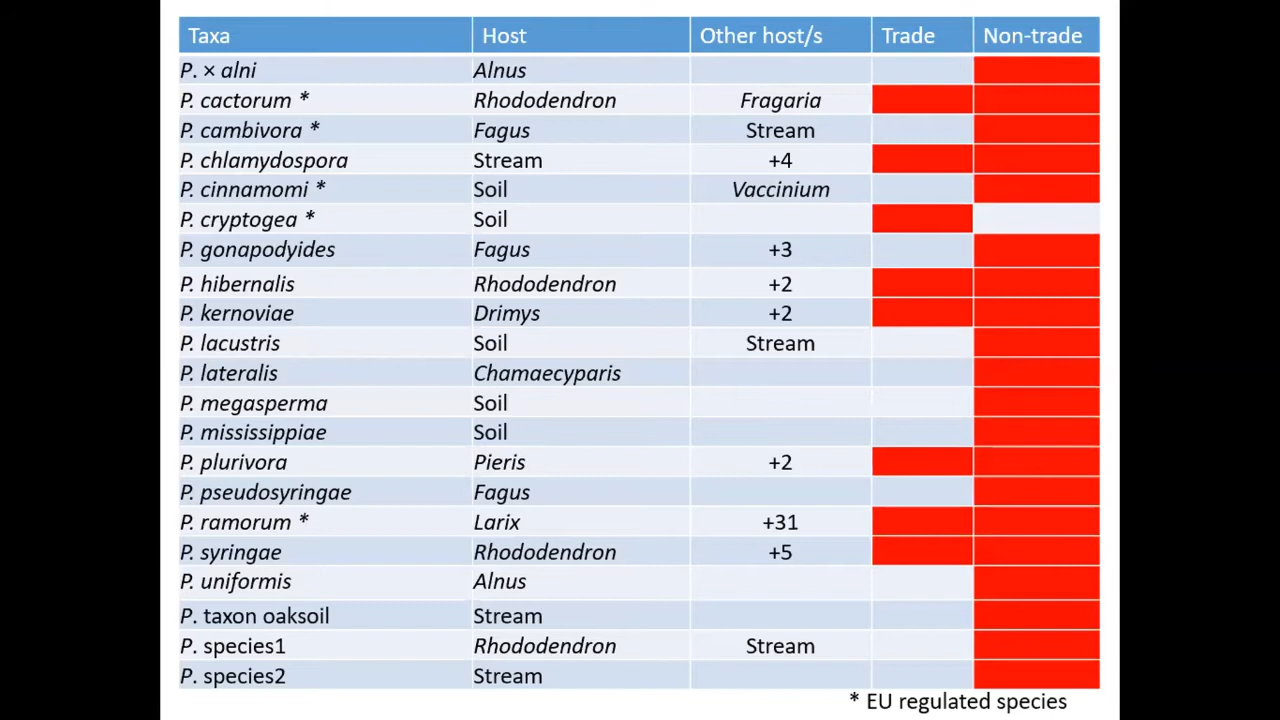 Taxa Host Other host/s Trade Non-trade
P. × alni Alnus
P. cactorum * Rhododendron Fragaria
P. cambivora * Fagus Stream
P. chlamydospora Stream +4
P. cinnamomi * Soil Vaccinium
P. cryptogea * Soil
P. gonapodyides Fagus +3
P. hibernalis Rhododendron +2
P. kernoviae Drimys +2
P. lacustris Soil Stream
P. lateralis Chamaecyparis
P. megasperma Soil
P. mississippiae Soil
P. plurivora Pieris +2
P. pseudosyringae Fagus
P. ramorum * Larix +31
P. syringae Rhododendron +5
P. uniformis Alnus
P. taxon oaksoil Stream
P. species1 Rhododendron Stream
P. species2 Stream
* EU regulated species